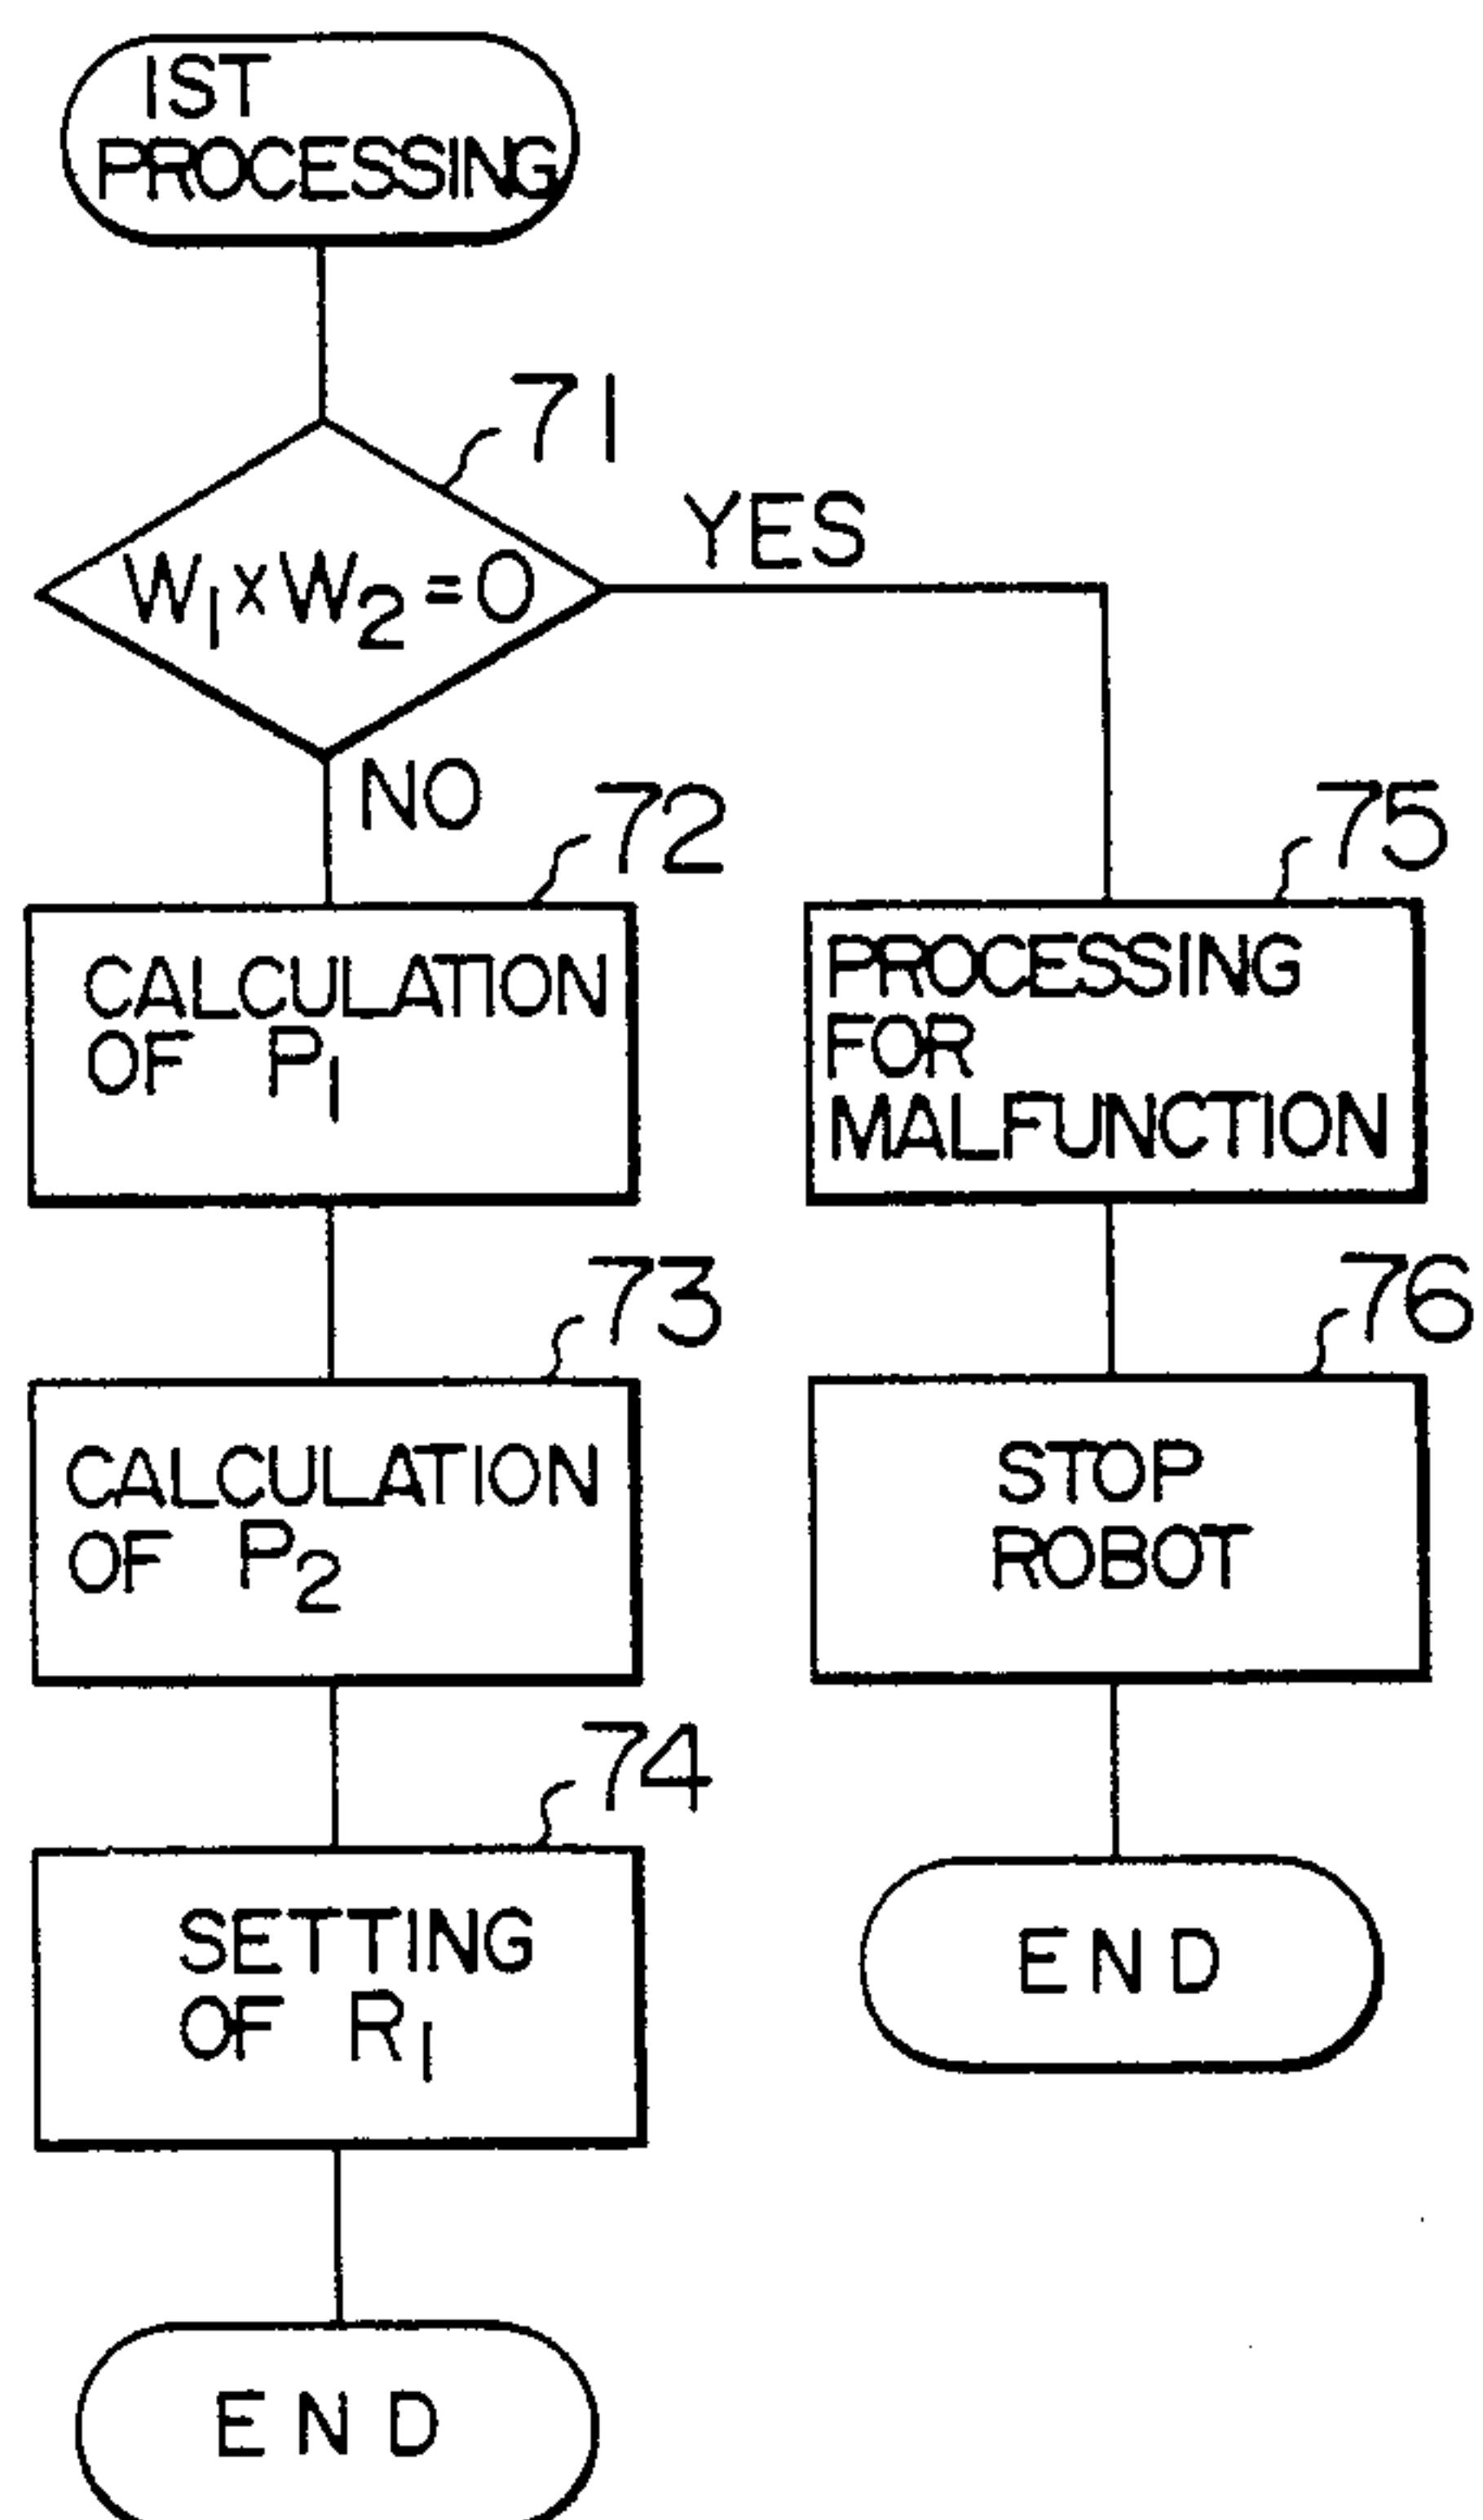 IST
PROCESSING
71
W₁xW₂=0
YES
NO
72
CALCULATION
OF P₁
73
CALCULATION
OF P₂
74
SETTING
OF R₁
END
75
PROCESSING
FOR
MALFUNCTION
76
STOP
ROBOT
END